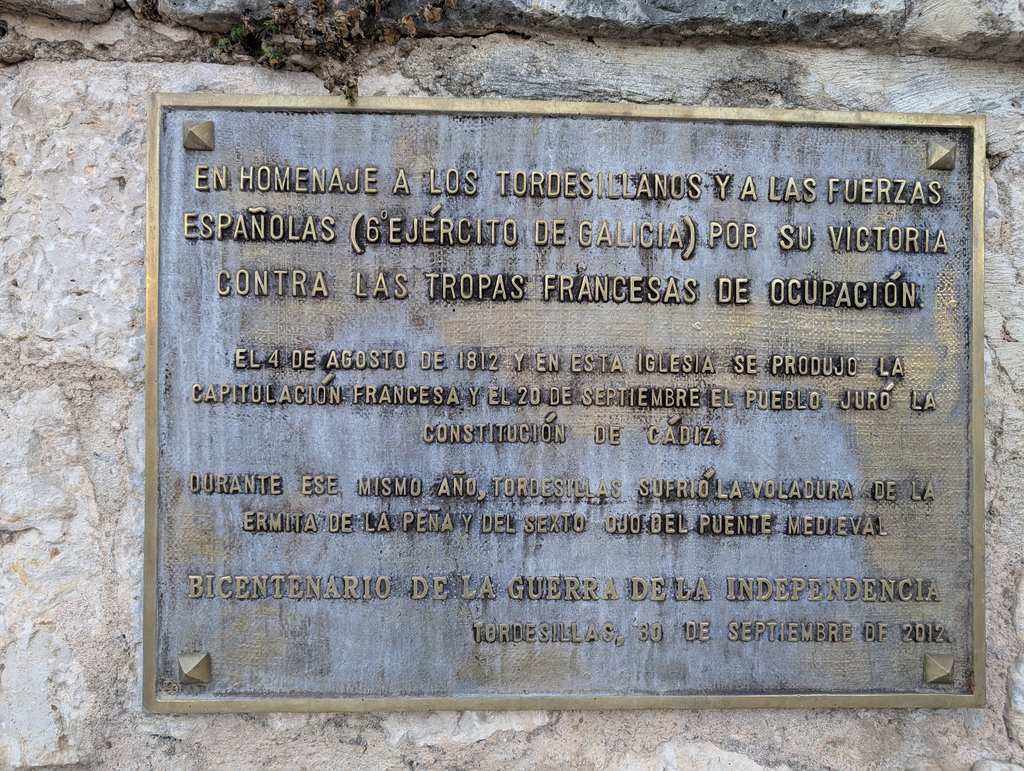 EN HOMENAJE A LOS TORDESILLANOS Y A LAS FUERZAS
ESPAÑOLAS (6º EJÉRCITO DE GALICIA) POR SU VICTORIA
CONTRA LAS TROPAS FRANCESAS DE OCUPACIÓN.
EL 4 DE AGOSTO DE 1812 Y EN ESTA IGLESIA SE PRODUJO LA
CAPITULACIÓN FRANCESA Y EL 20 DE SEPTIEMBRE EL PUEBLO JURÓ LA
CONSTITUCIÓN DE CÁDIZ.
DURANTE ESE MISMO AÑO, TORDESILLAS SUFRIÓ LA VOLADURA DE LA
ERMITA DE LA PEÑA Y DEL SEXTO OJO DEL PUENTE MEDIEVAL
BICENTENARIO DE LA GUERRA DE LA INDEPENDENCIA
TORDESILLAS, 30 DE SEPTIEMBRE DE 2012.